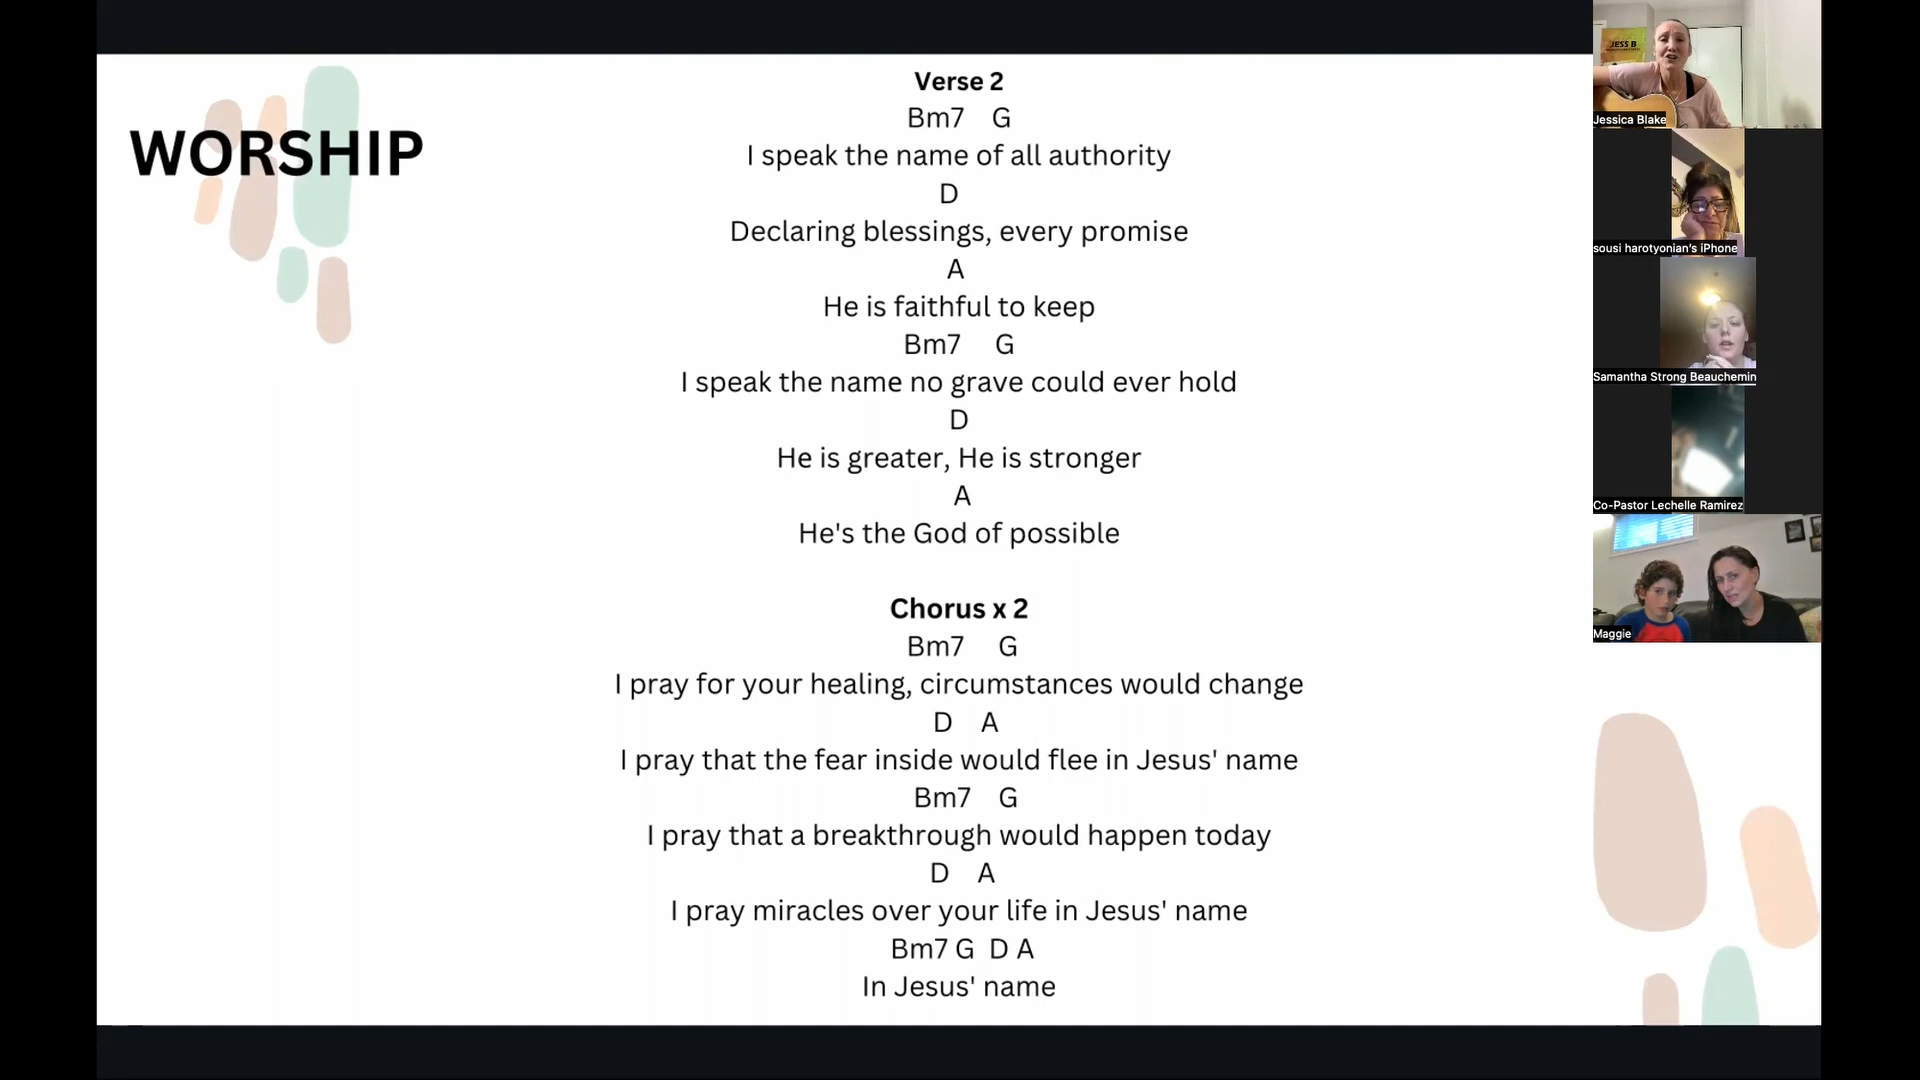 WORSHIP
Verse 2
Bm7 G
I speak the name of all authority
D
Declaring blessings, every promise
A
He is faithful to keep
Bm7 G
I speak the name no grave could ever hold
D
He is greater, He is stronger
A
He's the God of possible
Chorus x 2
Bm7 G
I pray for your healing, circumstances would change
D A
I pray that the fear inside would flee in Jesus' name
Bm7 G
I pray that a breakthrough would happen today
D A
I pray miracles over your life in Jesus' name
Bm7 G D A
In Jesus' name
JESS B
Jessica Blake
sousi harotyonian's iPhone
Samantha Strong Beauchemin
Co-Pastor Lechelle Ramirez
Maggie